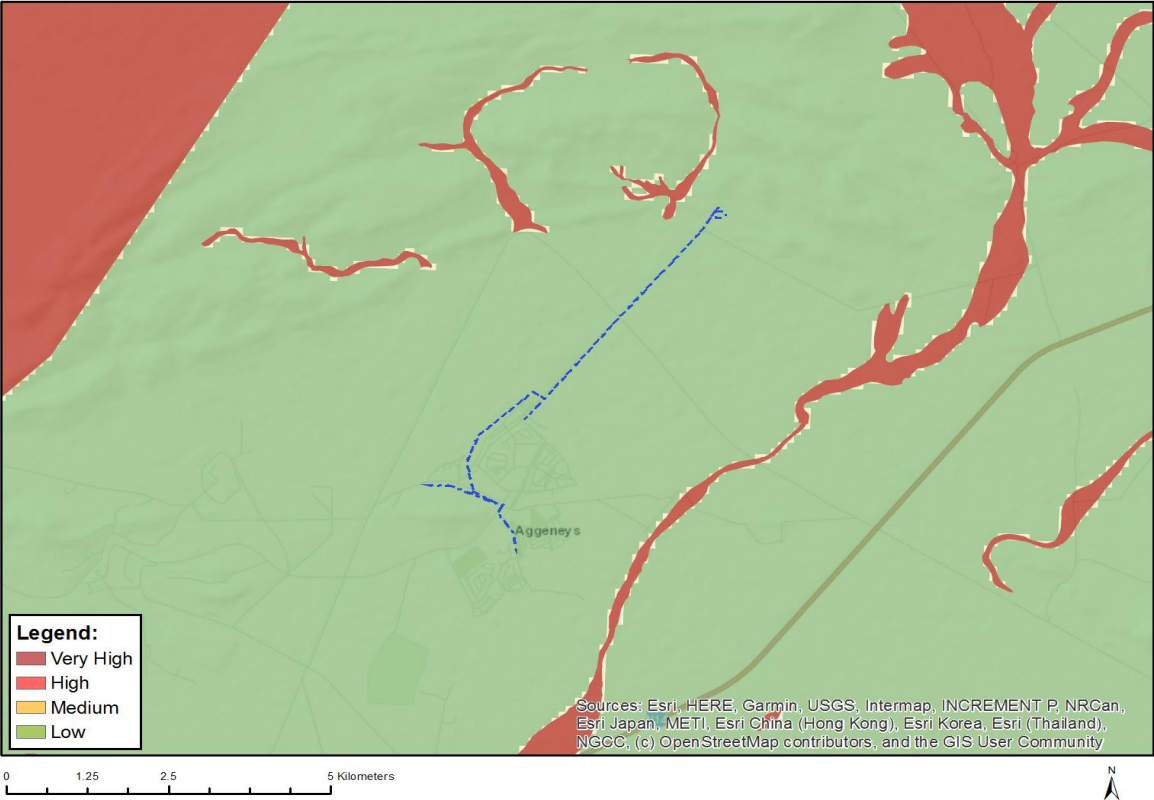 Aggeneys
Legend:
Very High
High
Medium
Low
Sources: Esri, HERE, Garmin, USGS, Intermap, INCREMENT P, NRCan,
Esri Japan, METI, Esri China (Hong Kong), Esri Korea, Esri (Thailand),
NGCC, (c) OpenStreetMap contributors, and the GIS User Community
0 1.25 2.5 5 Kilometers
N